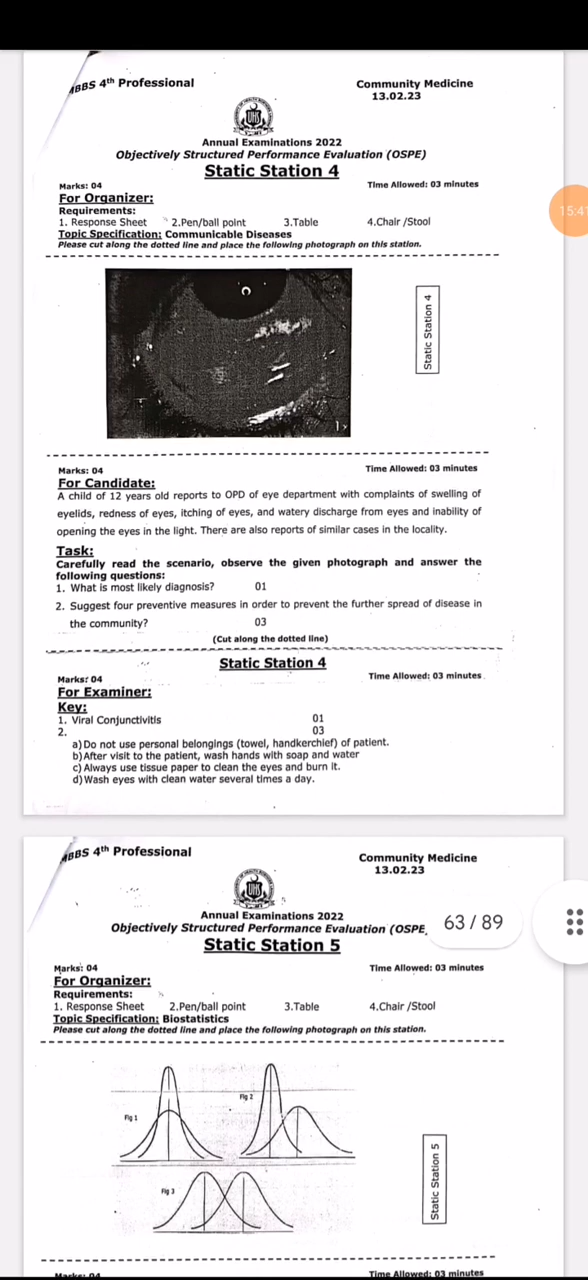 MBBS 4th Professional
Community Medicine
13.02.23
UHS
Annual Examinations 2022
Objectively Structured Performance Evaluation (OSPE)
Static Station 4
Marks: 04
Time Allowed: 03 minutes
For Organizer:
Requirements:
1. Response Sheet 2.Pen/ball point 3.Table 4.Chair /Stool
Topic Specification: Communicable Diseases
Please cut along the dotted line and place the following photograph on this station.
15:41
Static Station 4
1x
Marks: 04
Time Allowed: 03 minutes
For Candidate:
A child of 12 years old reports to OPD of eye department with complaints of swelling of
eyelids, redness of eyes, itching of eyes, and watery discharge from eyes and inability of
opening the eyes in the light. There are also reports of similar cases in the locality.
Task:
Carefully read the scenario, observe the given photograph and answer the
following questions:
1. What is most likely diagnosis? 01
2. Suggest four preventive measures in order to prevent the further spread of disease in
the community? 03
(Cut along the dotted line)
Static Station 4
Marks: 04
Time Allowed: 03 minutes
For Examiner:
Key:
1. Viral Conjunctivitis 01
2. 03
a) Do not use personal belongings (towel, handkerchief) of patient.
b) After visit to the patient, wash hands with soap and water
c) Always use tissue paper to clean the eyes and burn it.
d) Wash eyes with clean water several times a day.
MBBS 4th Professional
Community Medicine
13.02.23
UHS
Annual Examinations 2022
Objectively Structured Performance Evaluation (OSPE
63 / 89
Static Station 5
Marks: 04
Time Allowed: 03 minutes
For Organizer:
Requirements:
1. Response Sheet 2.Pen/ball point 3.Table 4.Chair /Stool
Topic Specification: Biostatistics
Please cut along the dotted line and place the following photograph on this station.
Fig 1
Fig 2
Fig 3
Static Station 5
Marks: 04
Time Allowed: 03 minutes